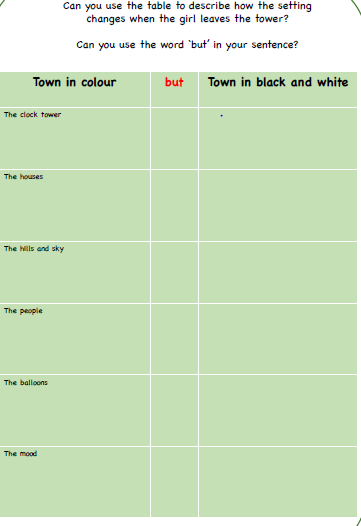 Can you use the table to describe how the setting
changes when the girl leaves the tower?
Can you use the word ‘but’ in your sentence?
Town in colour but Town in black and white
The clock tower .
The houses
The hills and sky
The people
The balloons
The mood